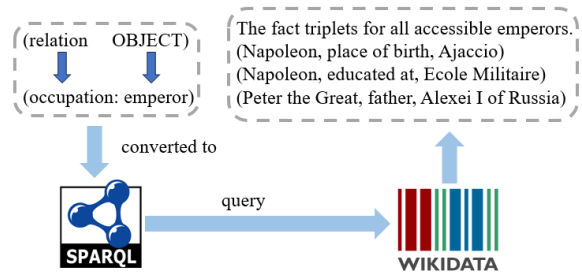 (relation OBJECT)
(occupation: emperor)
converted to
SPARQL
query
The fact triplets for all accessible emperors.
(Napoleon, place of birth, Ajaccio)
(Napoleon, educated at, Ecole Militaire)
(Peter the Great, father, Alexei I of Russia)
WIKIDATA